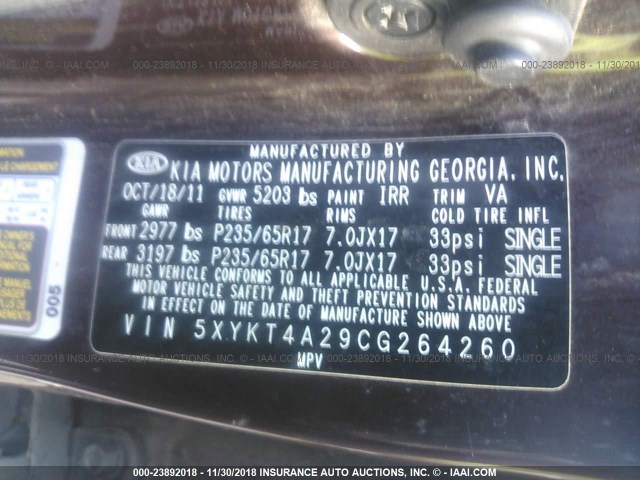 00-23892018 - 11/30/2018 INSURANCE AUTO AUCTIONS, INC. - © IAAI.COM
MANUFACTURED BY
KIA KIA MOTORS MANUFACTURING GEORGIA, INC.
OCT/18/11 GVWR 5203 lbs PAINT IRR TRIM VA
GAWR TIRES RIMS COLD TIRE INFL
FRONT 2977 lbs P235/65R17 7.0JX17 33psi SINGLE
REAR 3197 lbs P235/65R17 7.0JX17 33psi SINGLE
THIS VEHICLE CONFORMS TO ALL APPLICABLE U.S.A. FEDERAL
MOTOR VEHICLE SAFETY AND THEFT PREVENTION STANDARDS
IN EFFECT ON THE DATE OF MANUFACTURE SHOWN ABOVE
VIN 5XYKT4A29CG264260
MPV
005
000-23892018 - 11/30/2018 INSURANCE AUTO AUCTIONS, INC. - © IAAI.COM